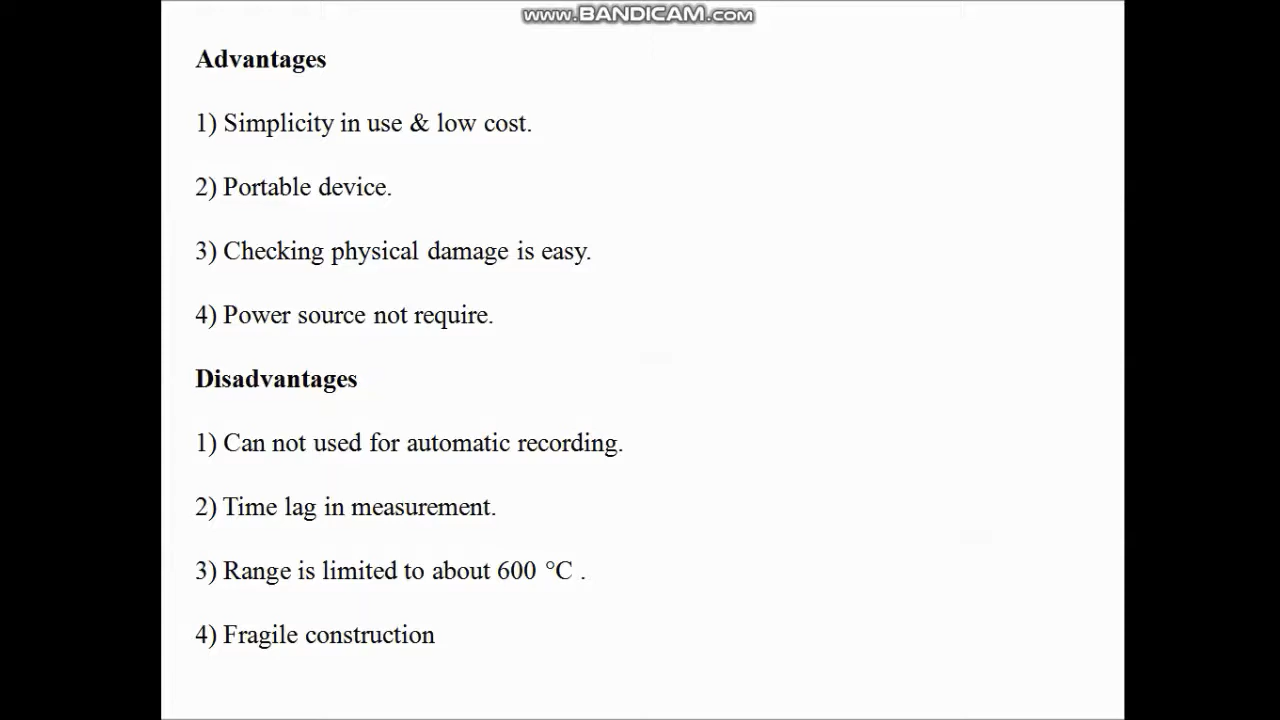 www.BANDICAM.com
Advantages
1) Simplicity in use & low cost.
2) Portable device.
3) Checking physical damage is easy.
4) Power source not require.
Disadvantages
1) Can not used for automatic recording.
2) Time lag in measurement.
3) Range is limited to about 600 °C .
4) Fragile construction